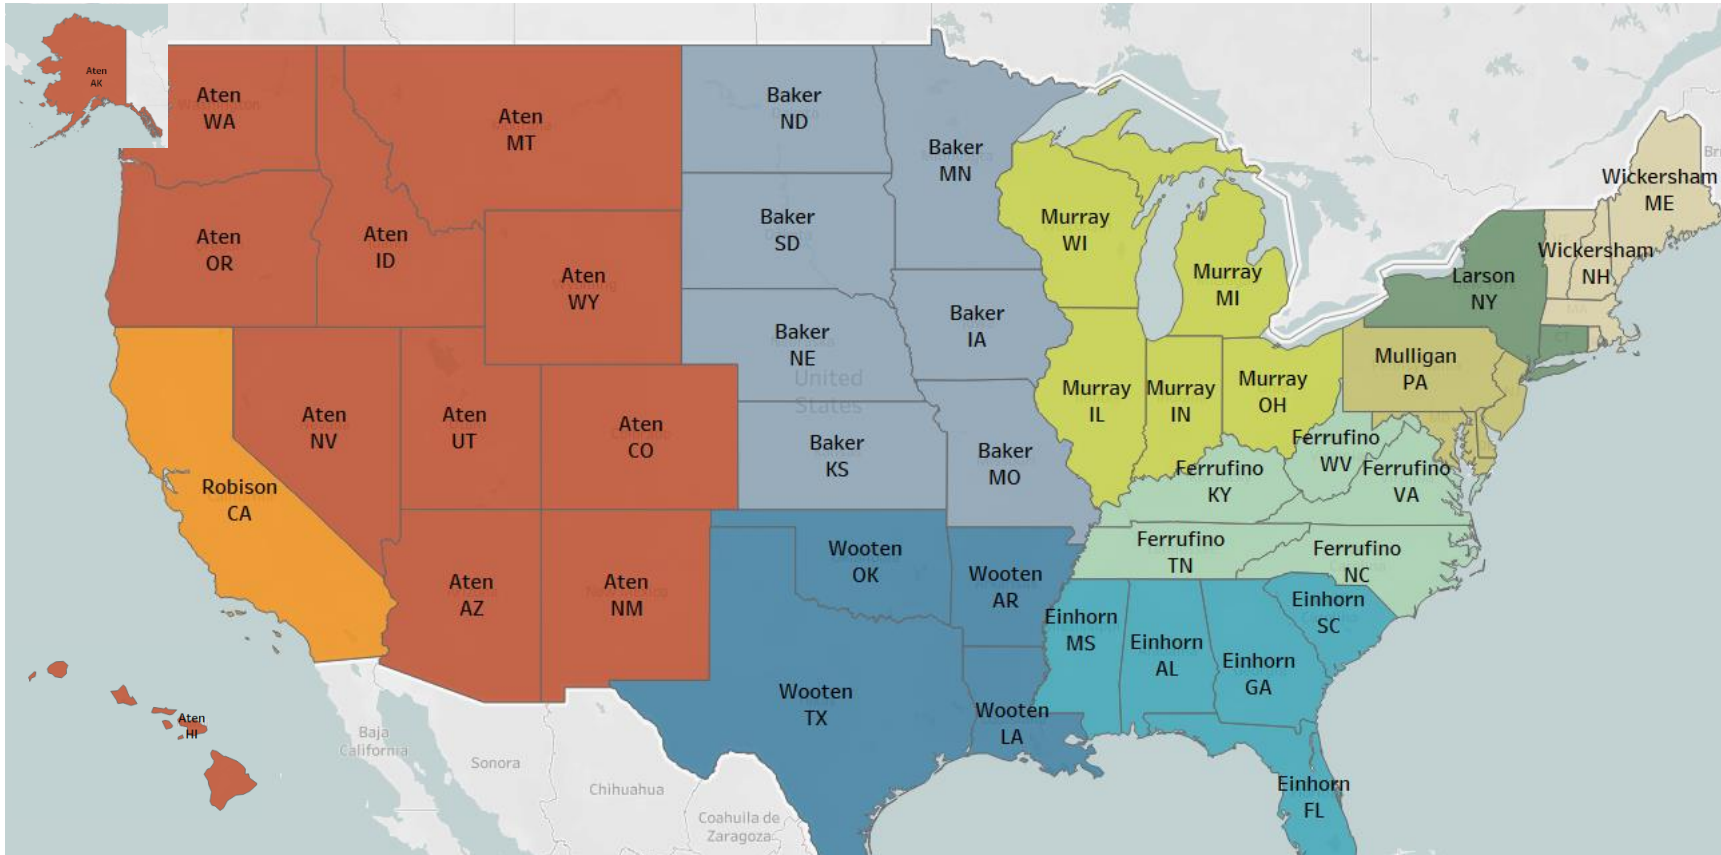 Aten
AK
Aten
WA
Aten
MT
Baker
ND
Baker
MN
Wickersham
ME
Aten
OR
Aten
ID
Aten
WY
Baker
SD
Murray
WI
Murray
MI
Larson
NY
Wickersham
NH
Baker
NE
Baker
IA
Mulligan
PA
United
States
Aten
NV
Aten
UT
Aten
CO
Baker
KS
Baker
MO
Murray
IL
Murray
IN
Murray
OH
Robison
CA
Ferrufino
KY
Ferrufino
WV
Ferrufino
VA
Aten
AZ
Aten
NM
Wooten
OK
Wooten
AR
Ferrufino
TN
Ferrufino
NC
Wooten
TX
Wooten
LA
Einhorn
MS
Einhorn
AL
Einhorn
GA
Einhorn
SC
Einhorn
FL
Aten
HI
Baja
California
Sonora
Chihuahua
Coahuila de
Zaragoza